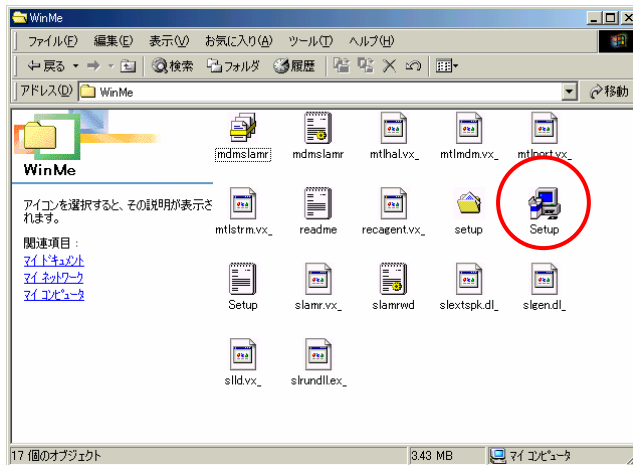 WinMe
ファイル(F) 編集(E) 表示(V) お気に入り(A) ツール(T) ヘルプ(H)
戻る 検索 フォルダ 履歴
アドレス(D) WinMe 移動
WinMe
アイコンを選択すると、その説明が表示さ
れます。
関連項目:
マイ ドキュメント
マイ ネットワーク
マイ コンピュータ
mdmslamr mdmslamr mtlhal.vx_ mtlmdm.vx_ mtlport.vx_
mtlstrm.vx_ readme recagent.vx_ setup Setup
Setup slamr.vx_ slamrwd slextspk.dl_ slgen.dl_
slld.vx_ slrundll.ex_
17 個のオブジェクト 3.43 MB マイ コンピュータ